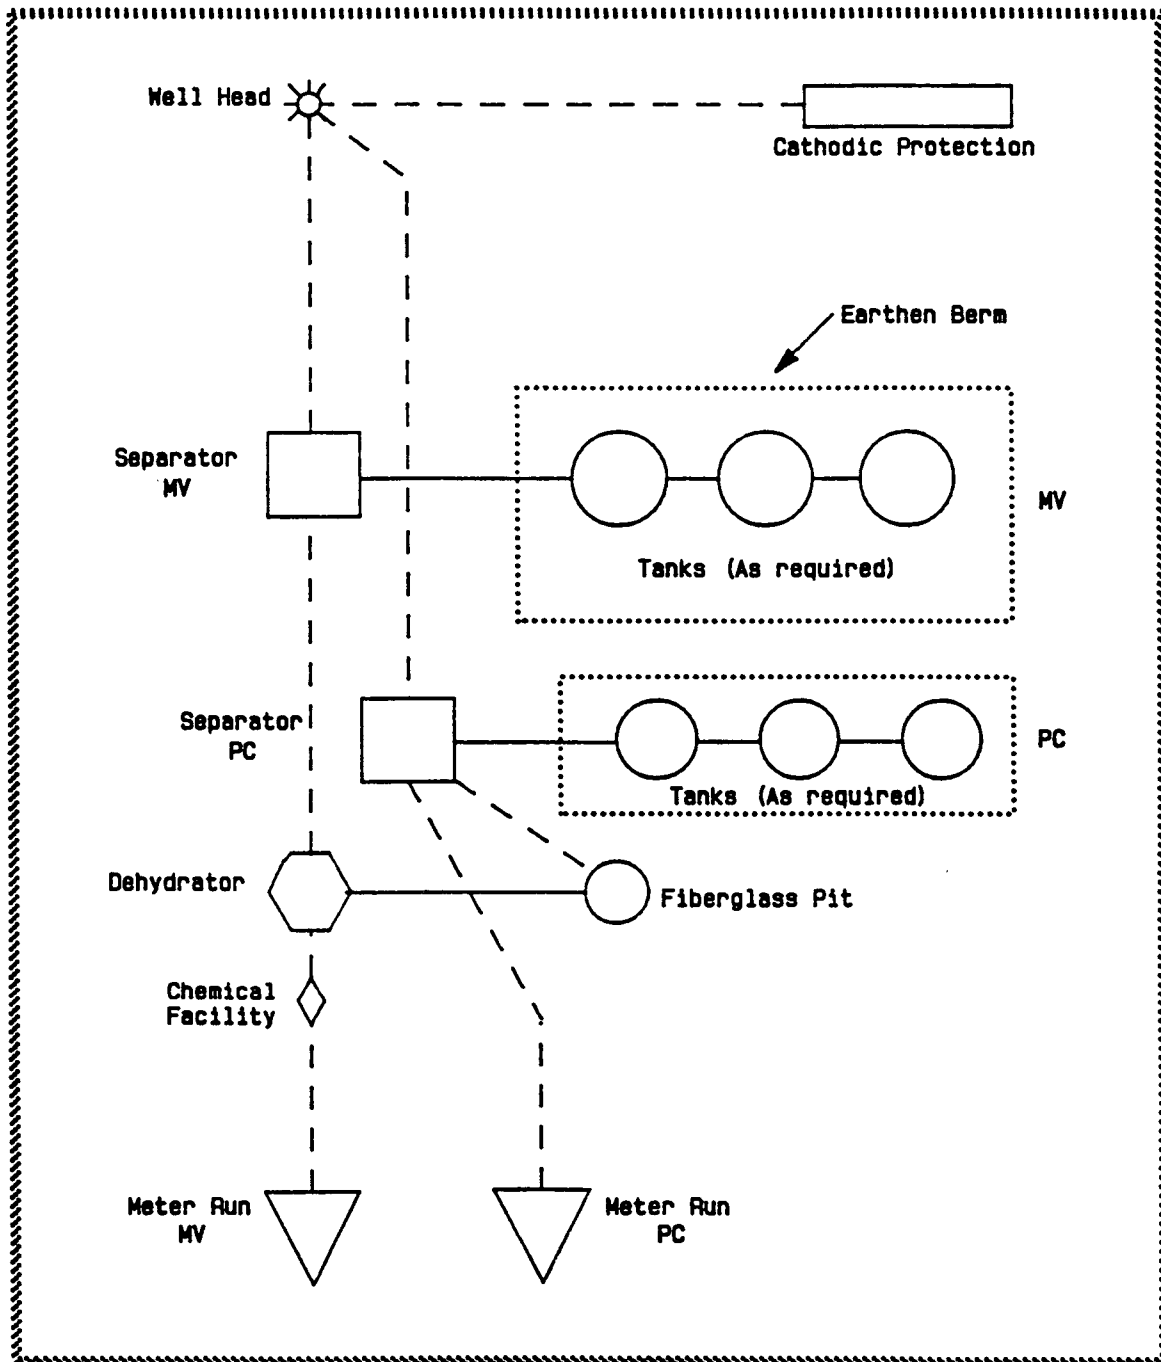 Well Head
Cathodic Protection
Earthen Berm
Separator
MV
MV
Tanks (As required)
Separator
PC
PC
Tanks (As required)
Dehydrator
Fiberglass Pit
Chemical
Facility
Meter Run
MV
Meter Run
PC